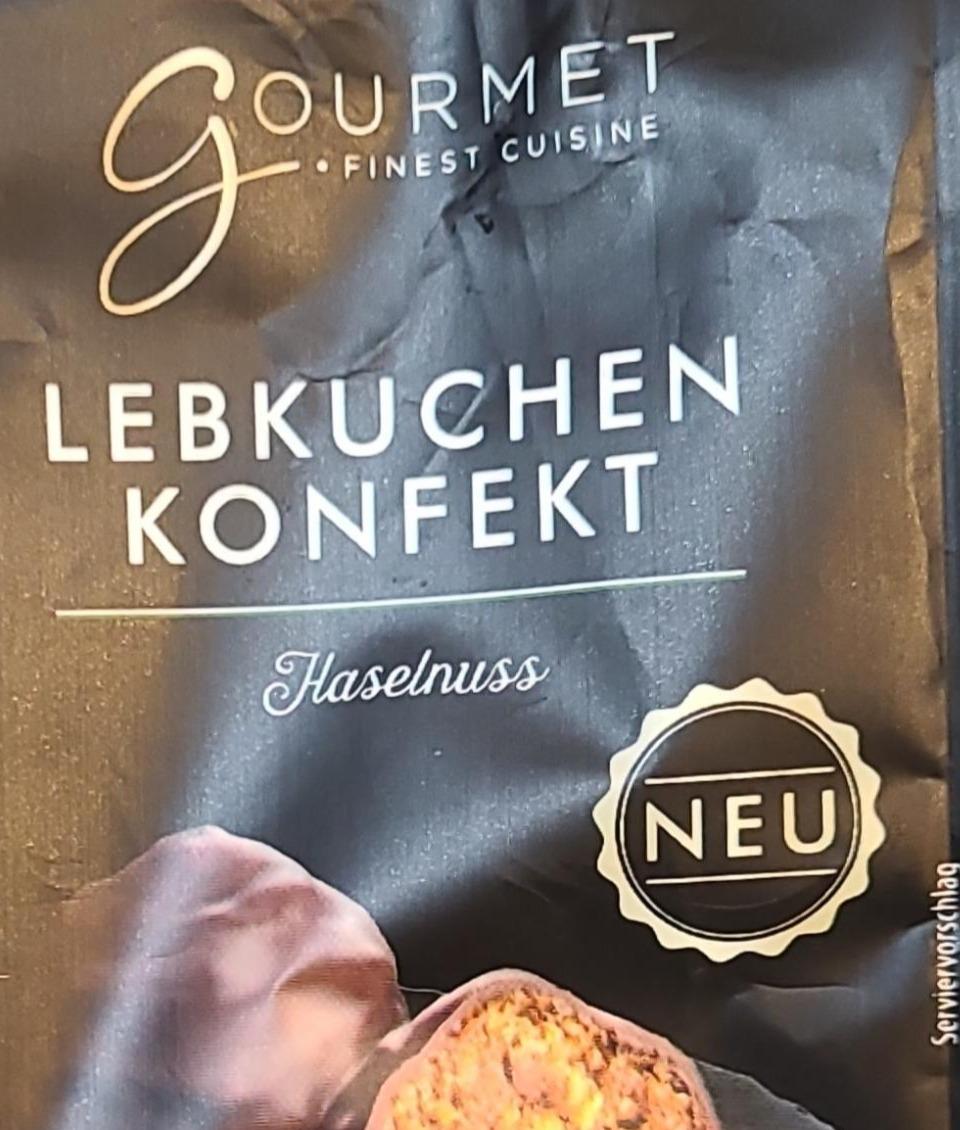 gOURMET
• FINEST CUISINE
LEBKUCHEN
KONFEKT
Haselnuss
NEU
Serviervorschlag